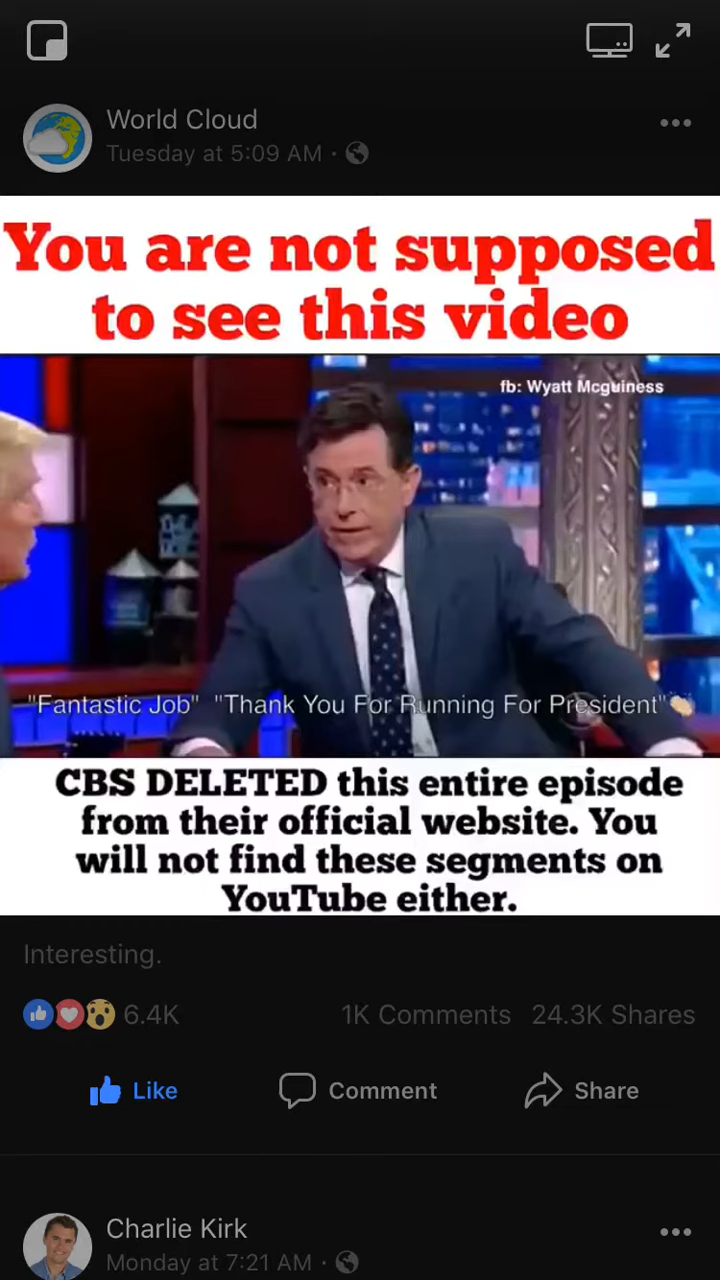 World Cloud
Tuesday at 5:09 AM ·
You are not supposed
to see this video
fb: Wyatt Mcguiness
"Fantastic Job" "Thank You For Running For President"👏
CBS DELETED this entire episode
from their official website. You
will not find these segments on
YouTube either.
Interesting.
6.4K 1K Comments 24.3K Shares
Like Comment Share
Charlie Kirk
Monday at 7:21 AM ·